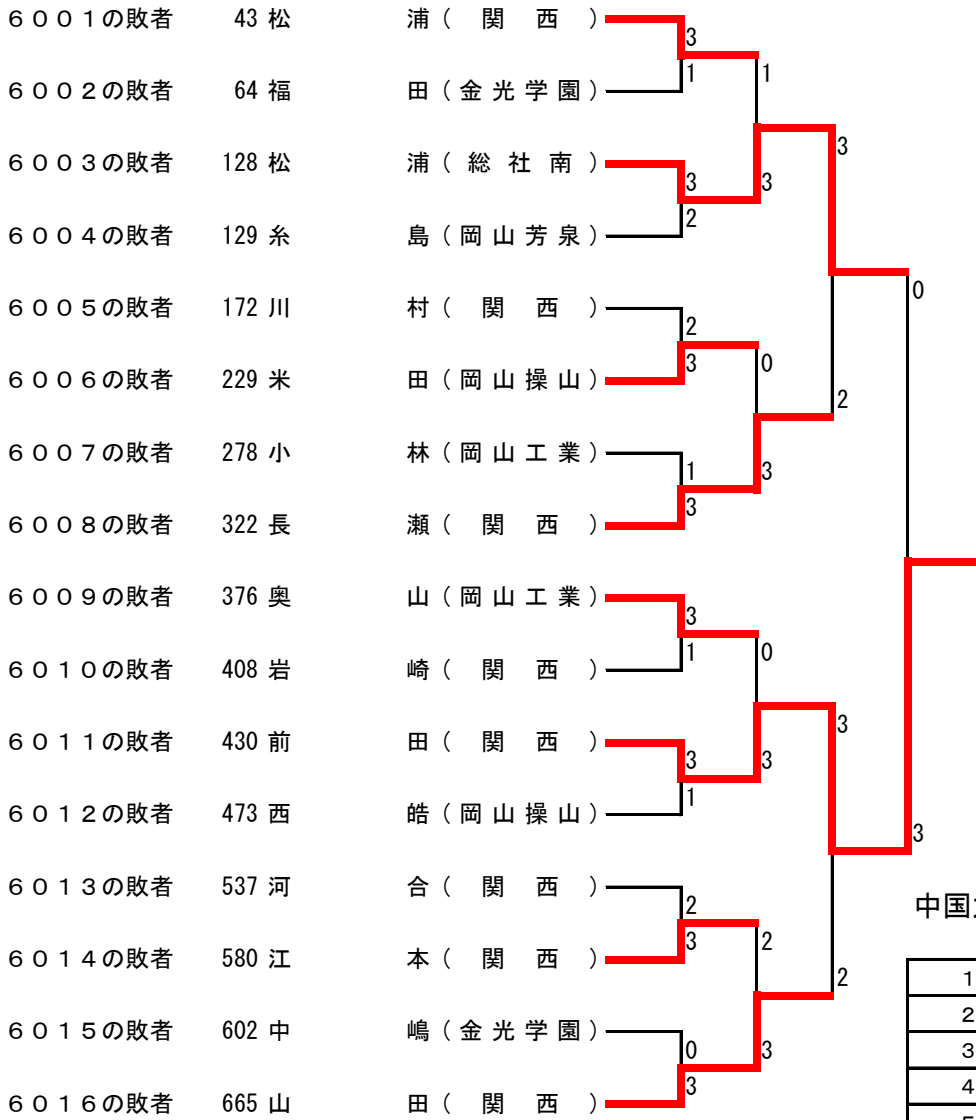 ６００１の敗者 43 松 浦（ 関 西 ）
3
1
1
６００２の敗者 64 福 田（金光学園）
3
６００３の敗者 128 松 浦（ 総 社 南 ）
3
3
2
６００４の敗者 129 糸 島（岡山芳泉）
0
６００５の敗者 172 川 村（ 関 西 ）
2
3
0
６００６の敗者 229 米 田（岡山操山）
2
６００７の敗者 278 小 林（岡山工業）
1
3
3
６００８の敗者 322 長 瀬（ 関 西 ）
６００９の敗者 376 奥 山（岡山工業）
3
1
0
６０１０の敗者 408 岩 崎（ 関 西 ）
3
６０１１の敗者 430 前 田（ 関 西 ）
3
3
1
６０１２の敗者 473 西 皓（岡山操山）
3
６０１３の敗者 537 河 合（ 関 西 ）
2
中国
3
2
６０１４の敗者 580 江 本（ 関 西 ）
2
1
2
６０１５の敗者 602 中 嶋（金光学園）
0
3
3
3
4
６０１６の敗者 665 山 田（ 関 西 ）